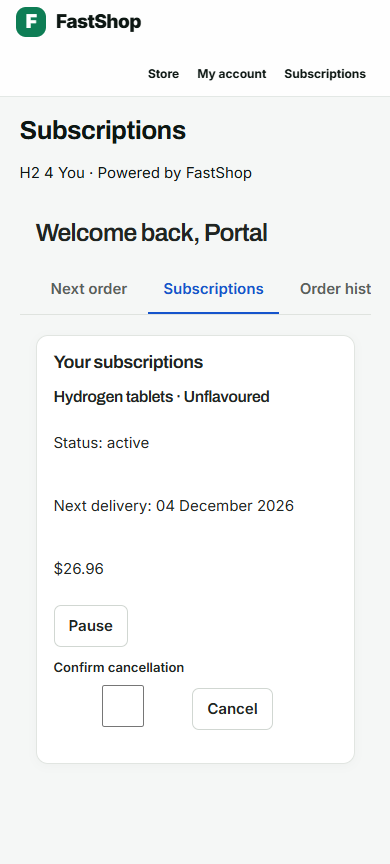 F FastShop
Store My account Subscriptions
Subscriptions
H2 4 You · Powered by FastShop
Welcome back, Portal
Next order Subscriptions Order hist
Your subscriptions
Hydrogen tablets · Unflavoured
Status: active
Next delivery: 04 December 2026
$26.96
Pause
Confirm cancellation
Cancel